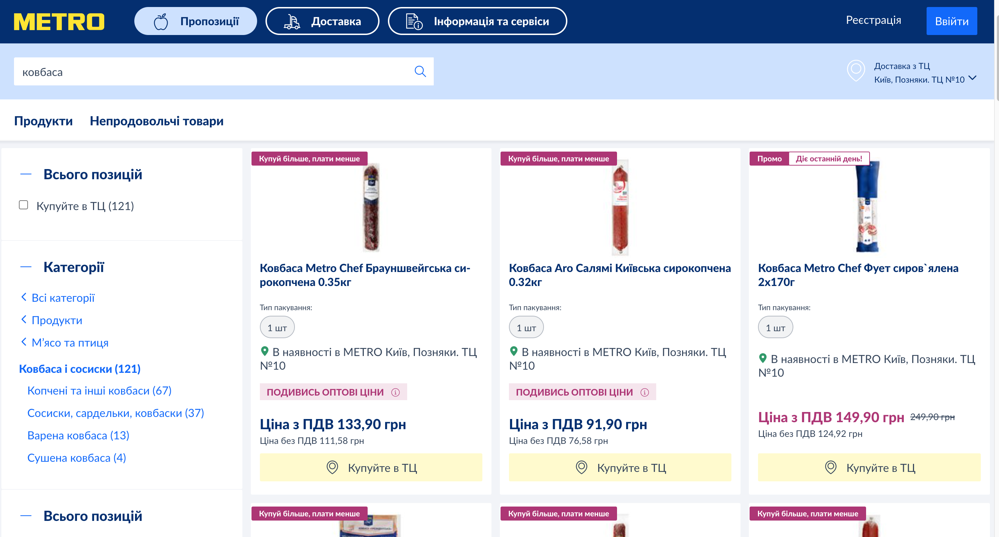 METRO
Пропозиції
Доставка
Інформація та сервіси
Реєстрація
Ввійти
ковбаса
Доставка з ТЦ
Київ, Позняки. ТЦ №10
Продукти
Непродовольчі товари
Всього позицій
Купуйте в ТЦ (121)
Категорії
Всі категорії
Продукти
М’ясо та птиця
Ковбаса і сосиски (121)
Копчені та інші ковбаси (67)
Сосиски, сардельки, ковбаски (37)
Варена ковбаса (13)
Сушена ковбаса (4)
Всього позицій
Купуй більше, плати менше
Ковбаса Metro Chef Брауншвейгська си-
рокопчена 0.35кг
Тип пакування:
1 шт
В наявності в METRO Київ, Позняки. ТЦ
№10
ПОДИВИСЬ ОПТОВІ ЦІНИ
Ціна з ПДВ 133,90 грн
Ціна без ПДВ 111,58 грн
Купуйте в ТЦ
Купуй більше, плати менше
Ковбаса Aro Салямі Київська сирокопчена
0.32кг
Тип пакування:
1 шт
В наявності в METRO Київ, Позняки. ТЦ
№10
ПОДИВИСЬ ОПТОВІ ЦІНИ
Ціна з ПДВ 91,90 грн
Ціна без ПДВ 76,58 грн
Купуйте в ТЦ
Промо
Діє останній день!
Ковбаса Metro Chef Фует сиров`ялена
2х170г
Тип пакування:
1 шт
В наявності в METRO Київ, Позняки. ТЦ
№10
Ціна з ПДВ 149,90 грн 249,90 грн
Ціна без ПДВ 124,92 грн
Купуйте в ТЦ
Купуй більше, плати менше
Купуй більше, плати менше
Купуй більше, плати менше